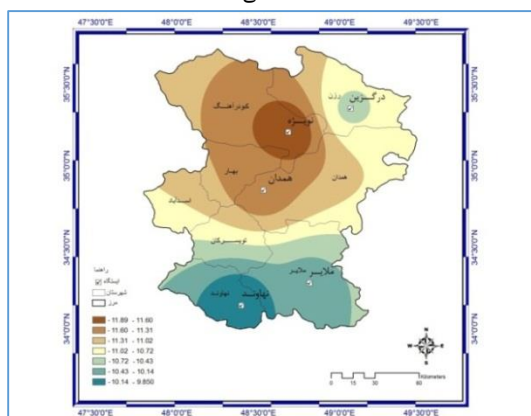 47°30'0"E 48°0'0"E 48°30'0"E 49°0'0"E 49°30'0"E
35°30'0"N
35°0'0"N
34°30'0"N
34°0'0"N
35°30'0"N
35°0'0"N
34°30'0"N
34°0'0"N
کبودرآهنگ
نوژه
رزن
درگزین
بهار
همدان
همدان
اسدآباد
تویسرکان
ملایر
ملایر
نهاوند
نهاوند
راهنما
ایستگاه
شهرستان
مرز
- 11.89 - 11.60
- 11.60 - 11.31
- 11.31 - 11.02
- 11.02 - 10.72
- 10.72 - 10.43
- 10.43 - 10.14
- 10.14 - 9.850
N
W E
S
0 15 30 60
Kilometers
47°30'0"E 48°0'0"E 48°30'0"E 49°0'0"E 49°30'0"E